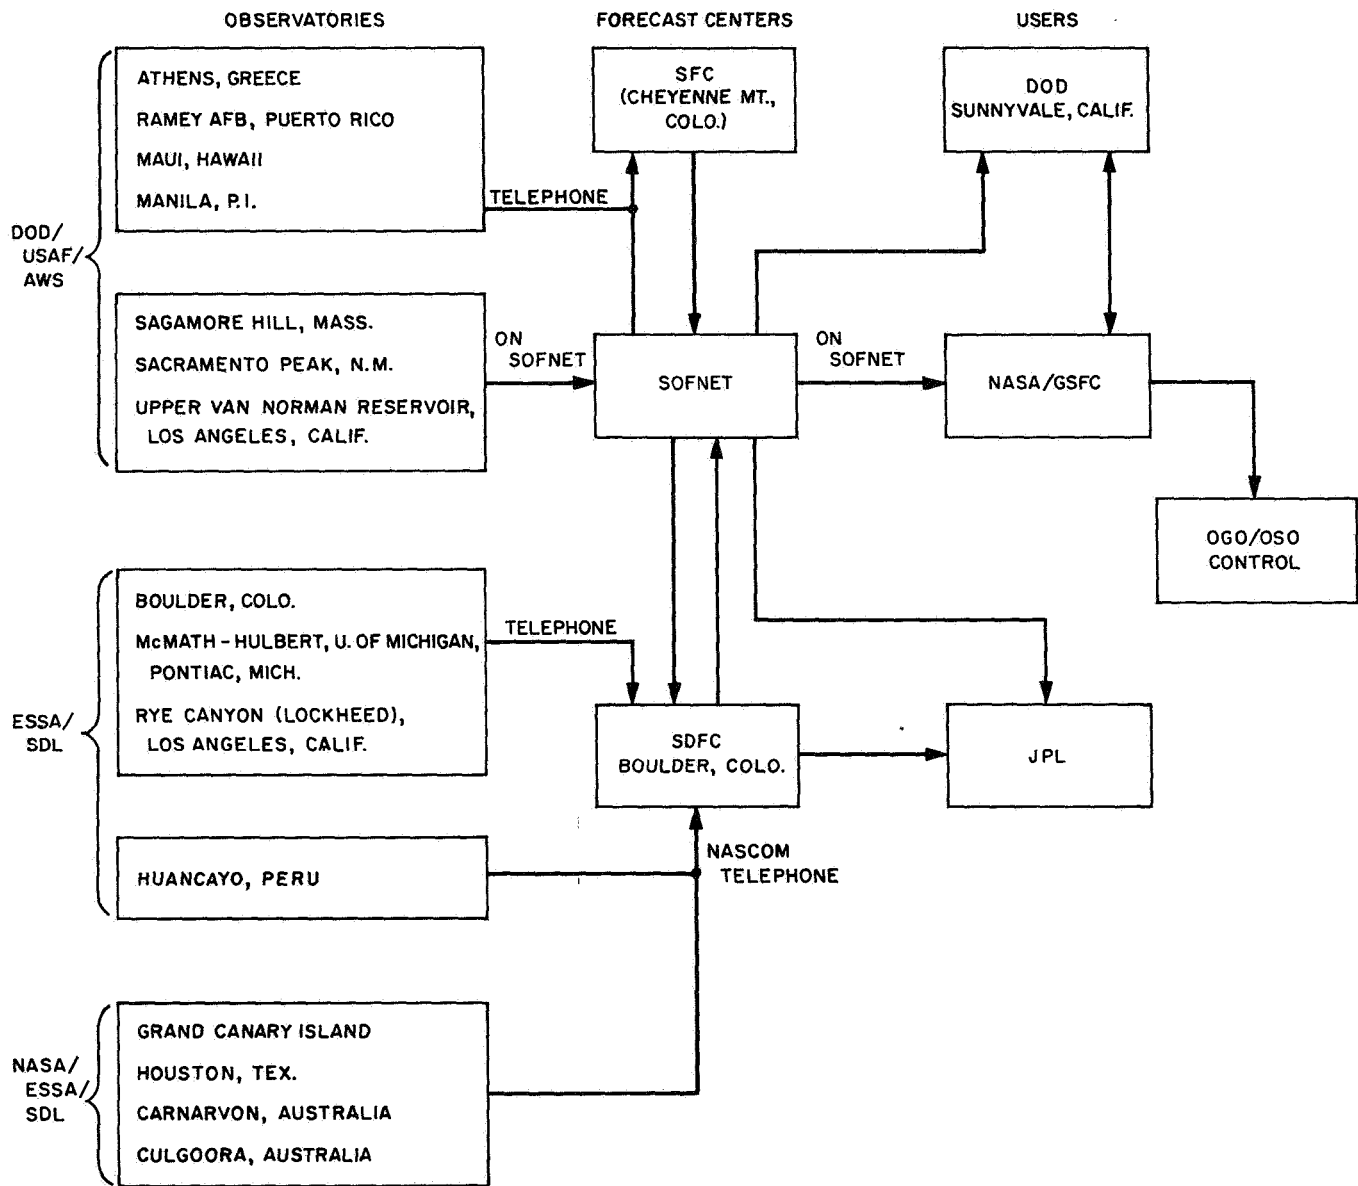 OBSERVATORIES
FORECAST CENTERS
USERS
DOD/
USAF/
AWS
ATHENS, GREECE
RAMEY AFB, PUERTO RICO
MAUI, HAWAII
MANILA, P.I.
TELEPHONE
SFC
(CHEYENNE MT.,
COLO.)
DOD
SUNNYVALE, CALIF.
SAGAMORE HILL, MASS.
SACRAMENTO PEAK, N.M.
UPPER VAN NORMAN RESERVOIR,
LOS ANGELES, CALIF.
ON
SOFNET
SOFNET
ON
SOFNET
NASA/GSFC
OGO/OSO
CONTROL
ESSA/
SDL
BOULDER, COLO.
McMATH-HULBERT, U. OF MICHIGAN,
PONTIAC, MICH.
RYE CANYON (LOCKHEED),
LOS ANGELES, CALIF.
TELEPHONE
SDFC
BOULDER, COLO.
JPL
HUANCAYO, PERU
NASCOM
TELEPHONE
NASA/
ESSA/
SDL
GRAND CANARY ISLAND
HOUSTON, TEX.
CARNARVON, AUSTRALIA
CULGOORA, AUSTRALIA